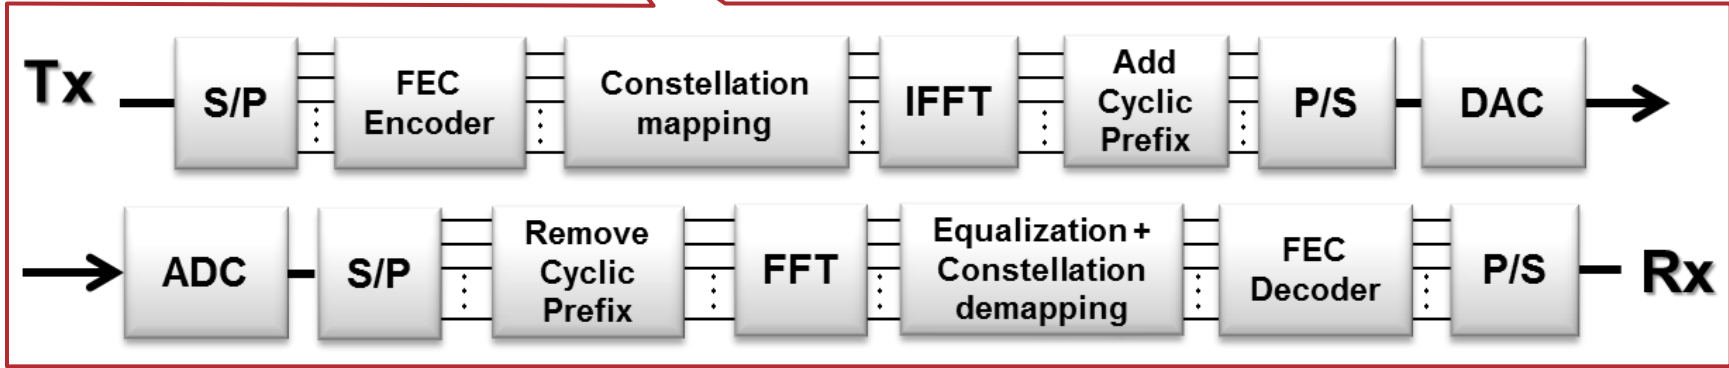 Tx
S/P
FEC
Encoder
Constellation
mapping
IFFT
Add
Cyclic
Prefix
P/S
DAC
ADC
S/P
Remove
Cyclic
Prefix
FFT
Equalization +
Constellation
demapping
FEC
Decoder
P/S
Rx